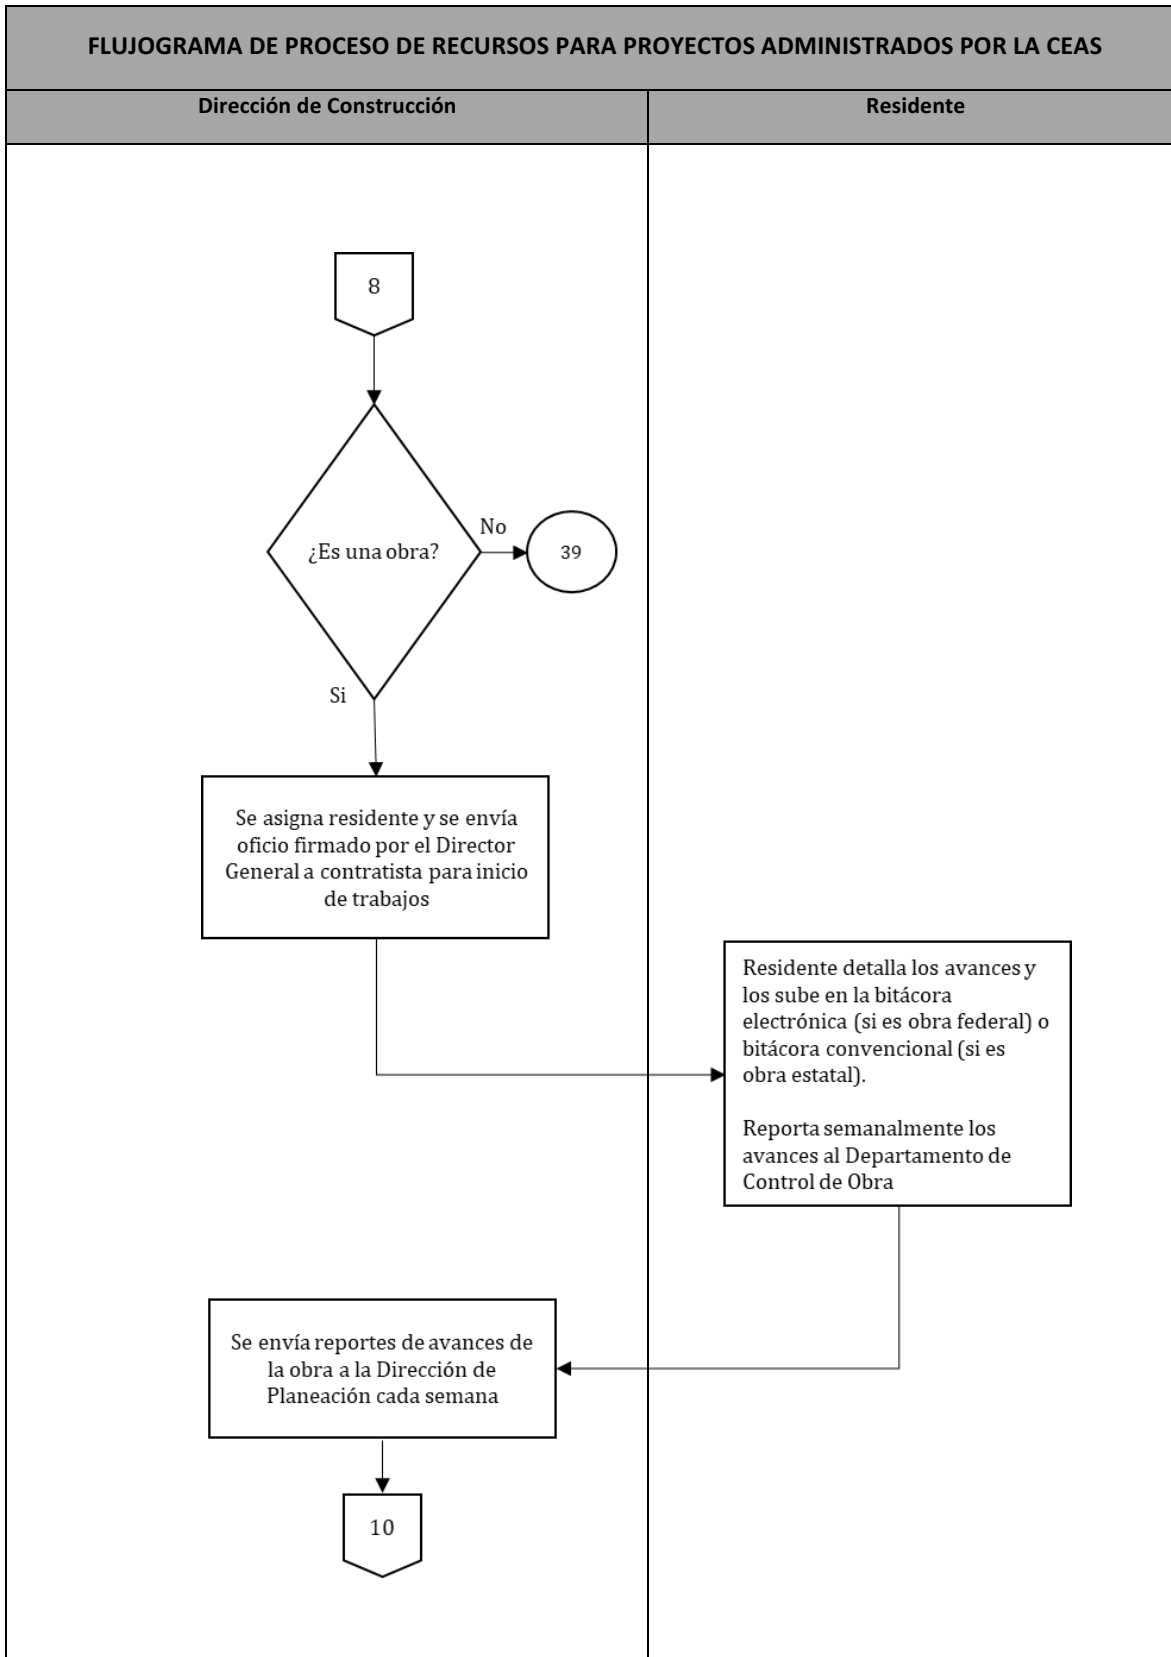 FLUJOGRAMA DE PROCESO DE RECURSOS PARA PROYECTOS ADMINISTRADOS POR LA CEAS
Dirección de Construcción
Residente
8
¿Es una obra?
No
39
Si
Se asigna residente y se envía
oficio firmado por el Director
General a contratista para inicio
de trabajos
Residente detalla los avances y
los sube en la bitácora
electrónica (si es obra federal) o
bitácora convencional (si es
obra estatal).
Reporta semanalmente los
avances al Departamento de
Control de Obra
Se envía reportes de avances de
la obra a la Dirección de
Planeación cada semana
10